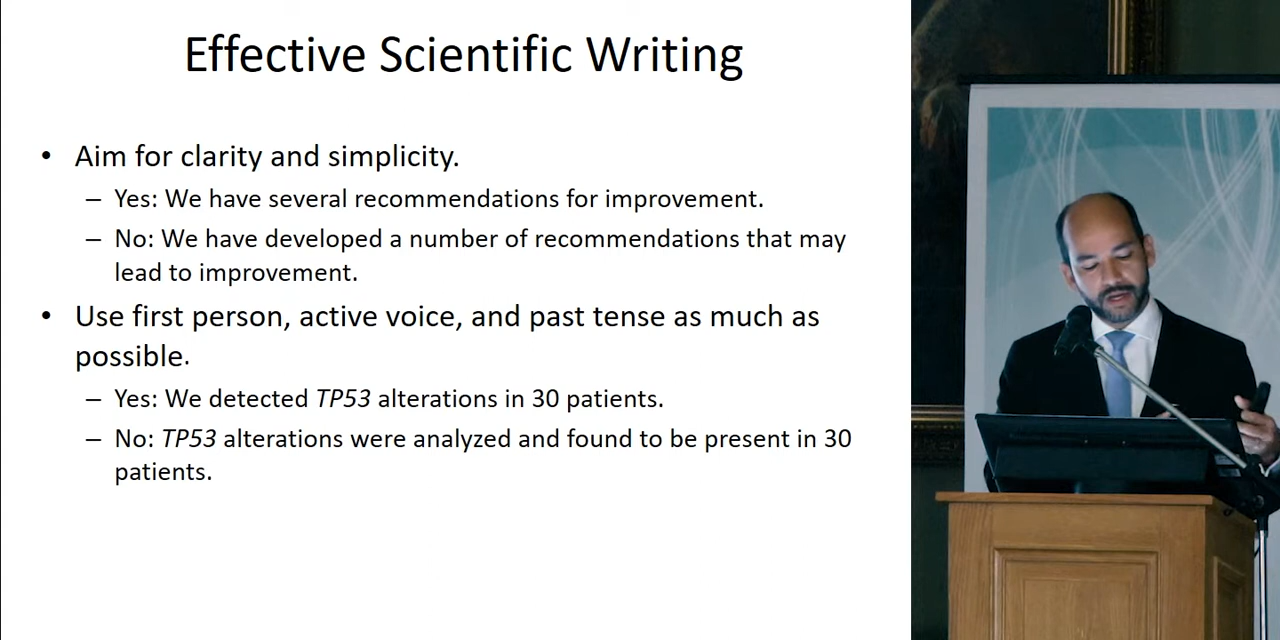 Effective Scientific Writing
• Aim for clarity and simplicity.
– Yes: We have several recommendations for improvement.
– No: We have developed a number of recommendations that may
lead to improvement.
• Use first person, active voice, and past tense as much as
possible.
– Yes: We detected TP53 alterations in 30 patients.
– No: TP53 alterations were analyzed and found to be present in 30
patients.